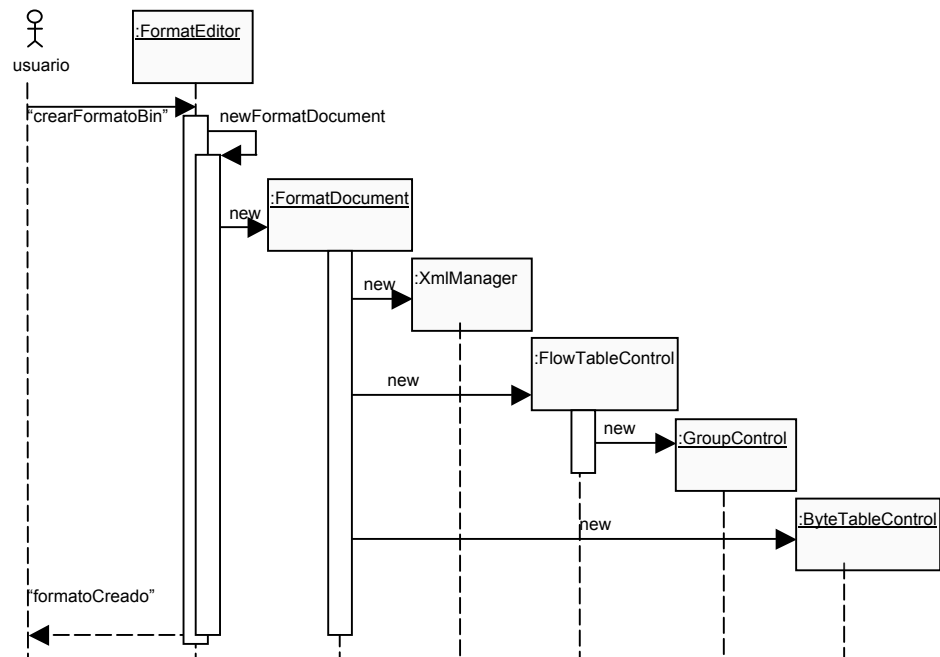 :FormatEditor
usuario
“crearFormatoBin”
newFormatDocument
:FormatDocument
new
:XmlManager
new
:FlowTableControl
new
new
:GroupControl
:ByteTableControl
new
“formatoCreado”